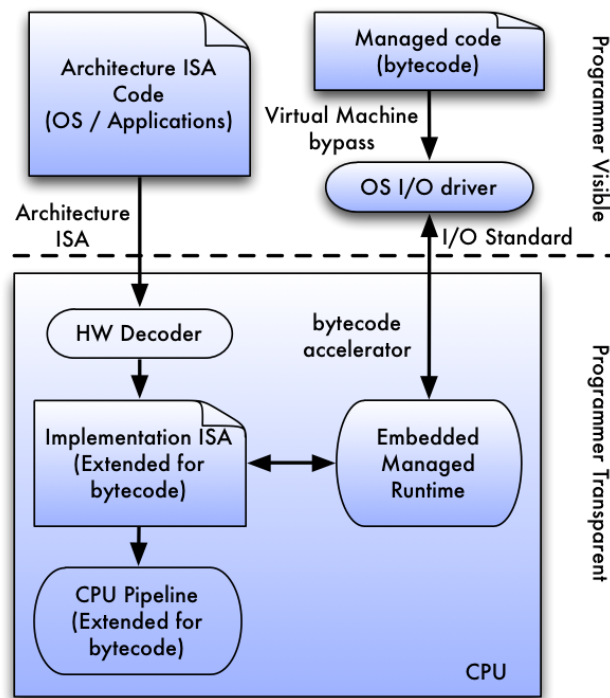 Architecture ISA
Code
(OS / Applications)
Managed code
(bytecode)
Virtual Machine
bypass
OS I/O driver
Programmer Visible
Architecture
ISA
I/O Standard
HW Decoder
bytecode
accelerator
Implementation ISA
(Extended for
bytecode)
Embedded
Managed
Runtime
Programmer Transparent
CPU Pipeline
(Extended for
bytecode)
CPU